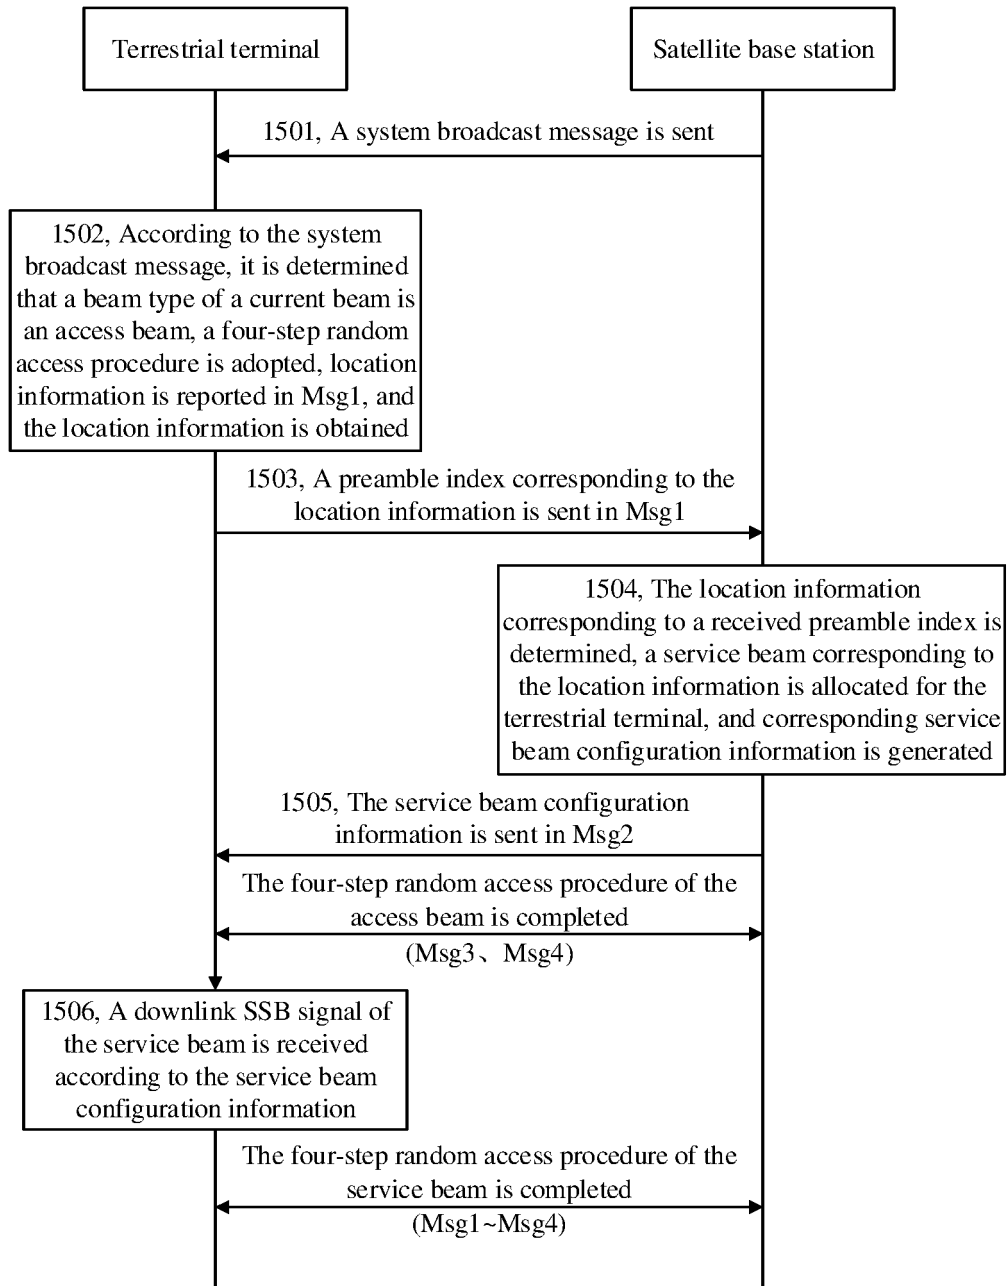 Terrestrial terminal
Satellite base station
1501, A system broadcast message is sent
1502, According to the system
broadcast message, it is determined
that a beam type of a current beam is
an access beam, a four-step random
access procedure is adopted, location
information is reported in Msg1, and
the location information is obtained
1503, A preamble index corresponding to the
location information is sent in Msg1
1504, The location information
corresponding to a received preamble index is
determined, a service beam corresponding to
the location information is allocated for the
terrestrial terminal, and corresponding service
beam configuration information is generated
1505, The service beam configuration
information is sent in Msg2
The four-step random access procedure of the
access beam is completed
(Msg3、Msg4)
1506, A downlink SSB signal of
the service beam is received
according to the service beam
configuration information
The four-step random access procedure of the
service beam is completed
(Msg1~Msg4)